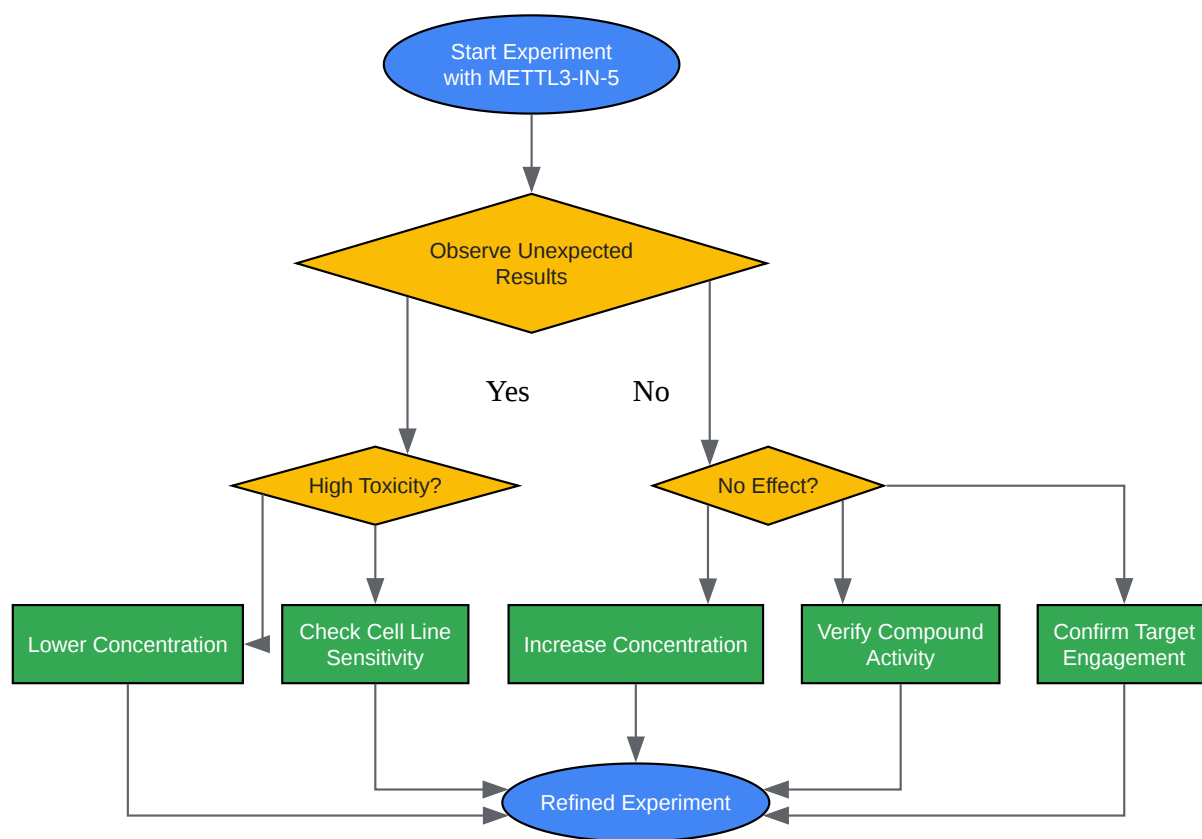 Start Experiment
with METTL3-IN-5
Observe Unexpected
Results
Yes
No
High Toxicity?
No Effect?
Lower Concentration
Check Cell Line
Sensitivity
Increase Concentration
Verify Compound
Activity
Confirm Target
Engagement
Refined Experiment